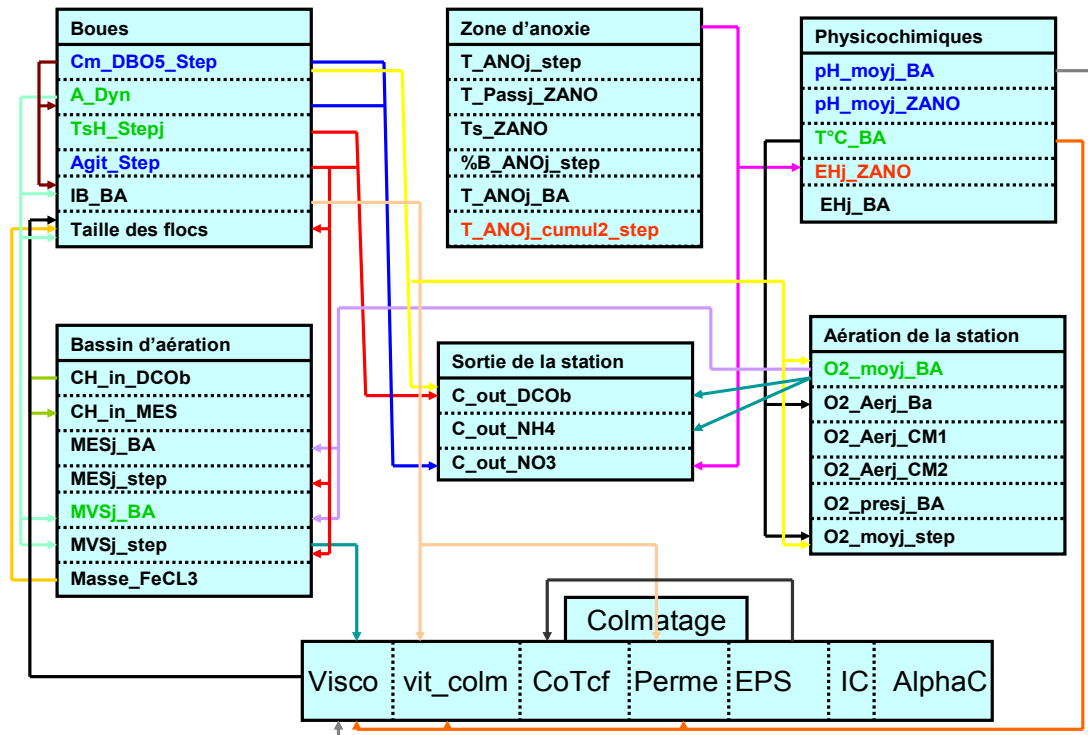 Boues
Cm_DBO5_Step
A_Dyn
TsH_Stepj
Agit_Step
IB_BA
Taille des flocs
Zone d'anoxie
T_ANOj_step
T_Passj_ZANO
Ts_ZANO
%B_ANOj_step
T_ANOj_BA
T_ANOj_cumul2_step
Physicochimiques
pH_moyj_BA
pH_moyj_ZANO
T°C_BA
EHj_ZANO
EHj_BA
Bassin d'aération
CH_in_DCOb
CH_in_MES
MESj_BA
MESj_step
MVSj_BA
MVSj_step
Masse_FeCL3
Sortie de la station
C_out_DCOb
C_out_NH4
C_out_NO3
Aération de la station
O2_moyj_BA
O2_Aerj_Ba
O2_Aerj_CM1
O2_Aerj_CM2
O2_presj_BA
O2_moyj_step
Colmatage
Visco vit_colm CoTcf Perme EPS IC AlphaC